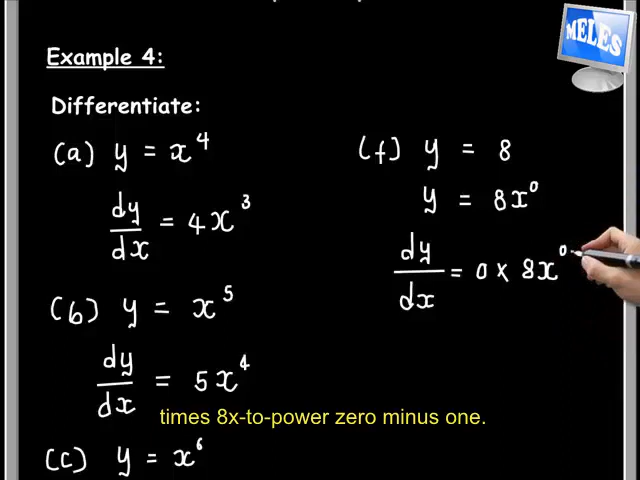 MELES
Example 4:
Differentiate:
(a) y = x⁴
dy/dx = 4x³
(b) y = x⁵
dy/dx = 5x⁴
(c) y = x⁶
(f) y = 8
y = 8x⁰
dy/dx = 0 × 8x⁰⁻
times 8x-to-power zero minus one.